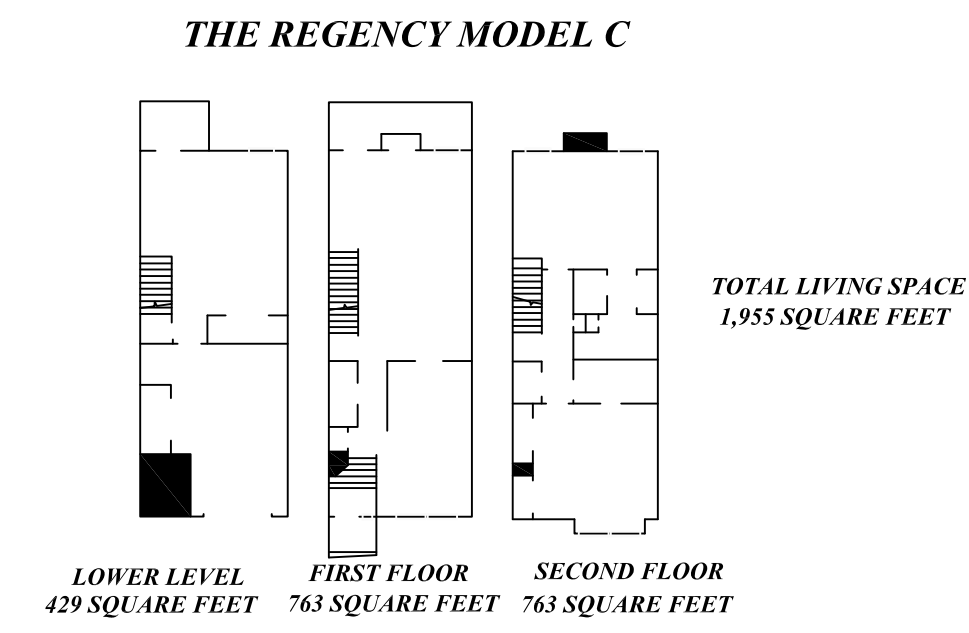 THE REGENCY MODEL C
TOTAL LIVING SPACE
1,955 SQUARE FEET
LOWER LEVEL
429 SQUARE FEET
FIRST FLOOR
763 SQUARE FEET
SECOND FLOOR
763 SQUARE FEET